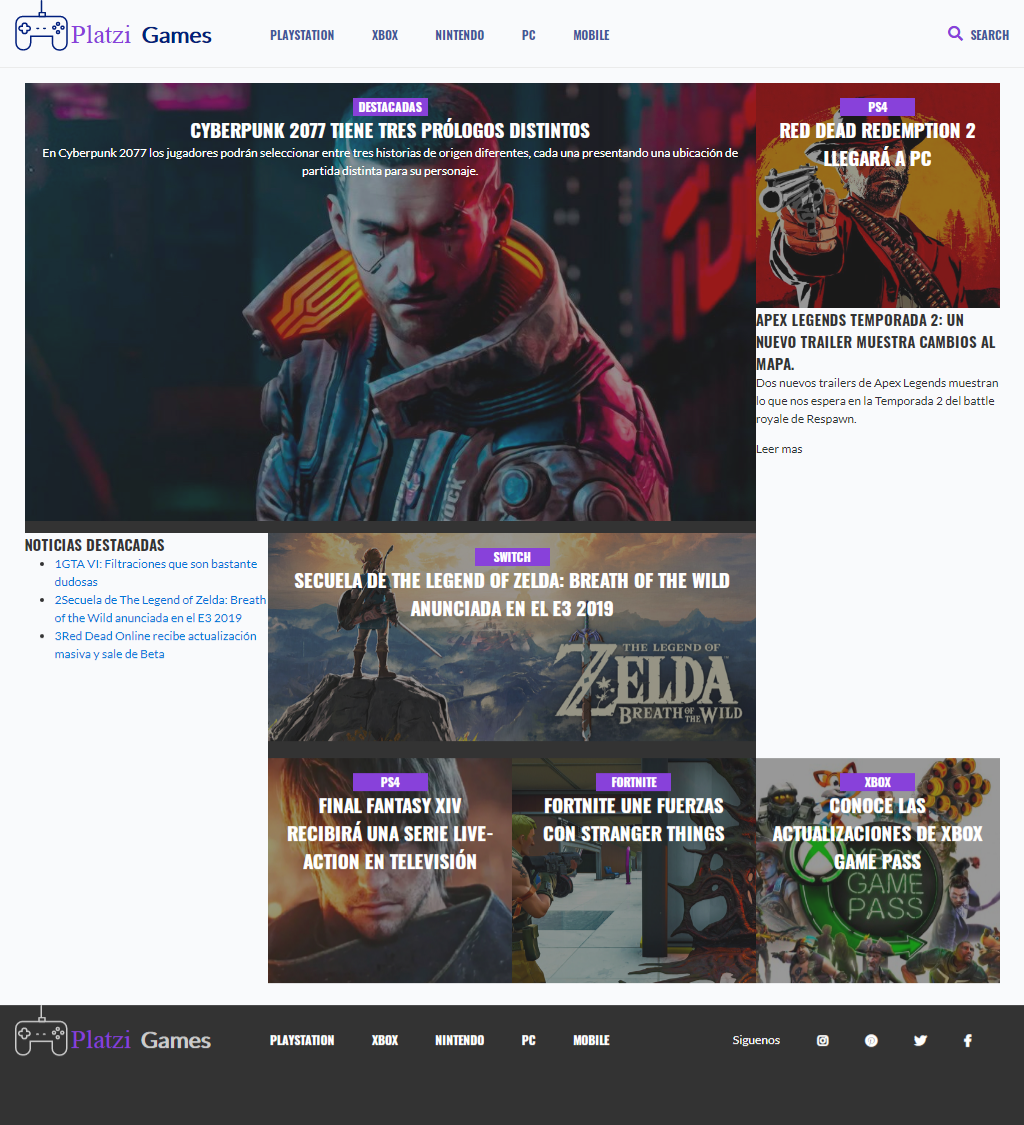 Platzi Games
PLAYSTATION XBOX NINTENDO PC MOBILE
SEARCH
DESTACADAS
CYBERPUNK 2077 TIENE TRES PRÓLOGOS DISTINTOS
En Cyberpunk 2077 los jugadores podrán seleccionar entre tres historias de origen diferentes, cada una presentando una ubicación de
partida distinta para su personaje.
OCK
PS4
RED DEAD REDEMPTION 2
LLEGARÁ A PC
APEX LEGENDS TEMPORADA 2: UN
NUEVO TRAILER MUESTRA CAMBIOS AL
MAPA.
Dos nuevos trailers de Apex Legends muestran
lo que nos espera en la Temporada 2 del battle
royale de Respawn.
Leer mas
NOTICIAS DESTACADAS
• 1GTA VI: Filtraciones que son bastante
dudosas
• 2Secuela de The Legend of Zelda: Breath
of the Wild anunciada en el E3 2019
• 3Red Dead Online recibe actualización
masiva y sale de Beta
SWITCH
SECUELA DE THE LEGEND OF ZELDA: BREATH OF THE WILD
ANUNCIADA EN EL E3 2019
THE LEGEND OF
ZELDA
BREATH OF THE WILD
PS4
FINAL FANTASY XIV
RECIBIRÁ UNA SERIE LIVE-
ACTION EN TELEVISIÓN
FORTNITE
FORTNITE UNE FUERZAS
CON STRANGER THINGS
XBOX
CONOCE LAS
ACTUALIZACIONES DE XBOX
GAME PASS
XBOX
GAME
PASS
Platzi Games
PLAYSTATION XBOX NINTENDO PC MOBILE
Siguenos